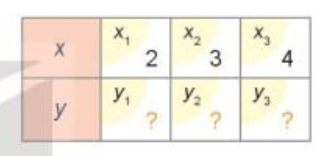 x x₁ 2 x₂ 3 x₃ 4
y y₁ ? y₂ ? y₃ ?